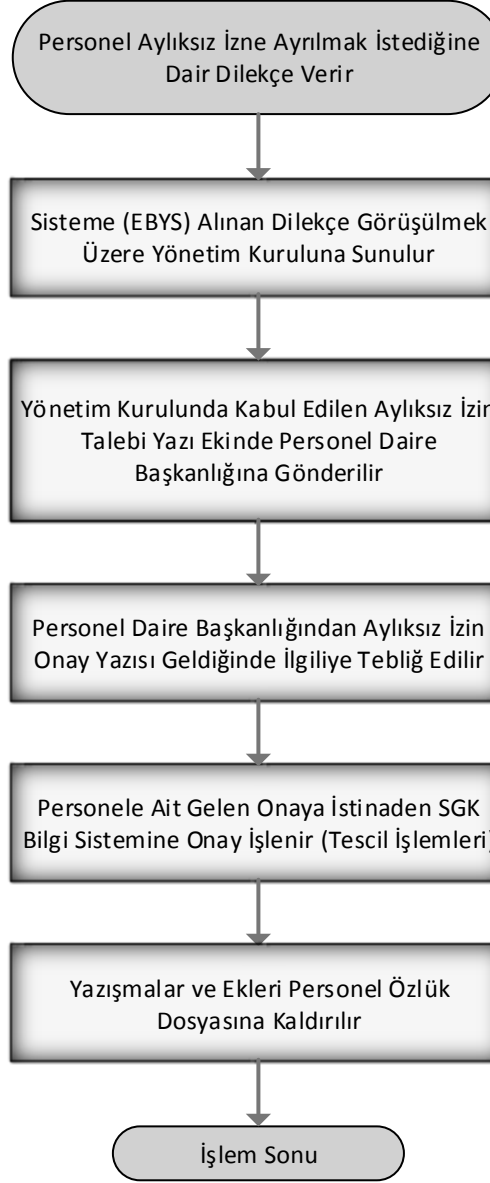 Personel Aylıksız İzne Ayrılmak İstediğine
Dair Dilekçe Verir
Sisteme (EBYS) Alınan Dilekçe Görüşülmek
Üzere Yönetim Kuruluna Sunulur
Yönetim Kurulunda Kabul Edilen Aylıksız İzin
Talebi Yazı Ekinde Personel Daire
Başkanlığına Gönderilir
Personel Daire Başkanlığından Aylıksız İzin
Onay Yazısı Geldiğinde İlgiliye Tebliğ Edilir
Personele Ait Gelen Onaya İstinaden SGK
Bilgi Sistemine Onay İşlenir (Tescil İşlemleri)
Yazışmalar ve Ekleri Personel Özlük
Dosyasına Kaldırılır
İşlem Sonu